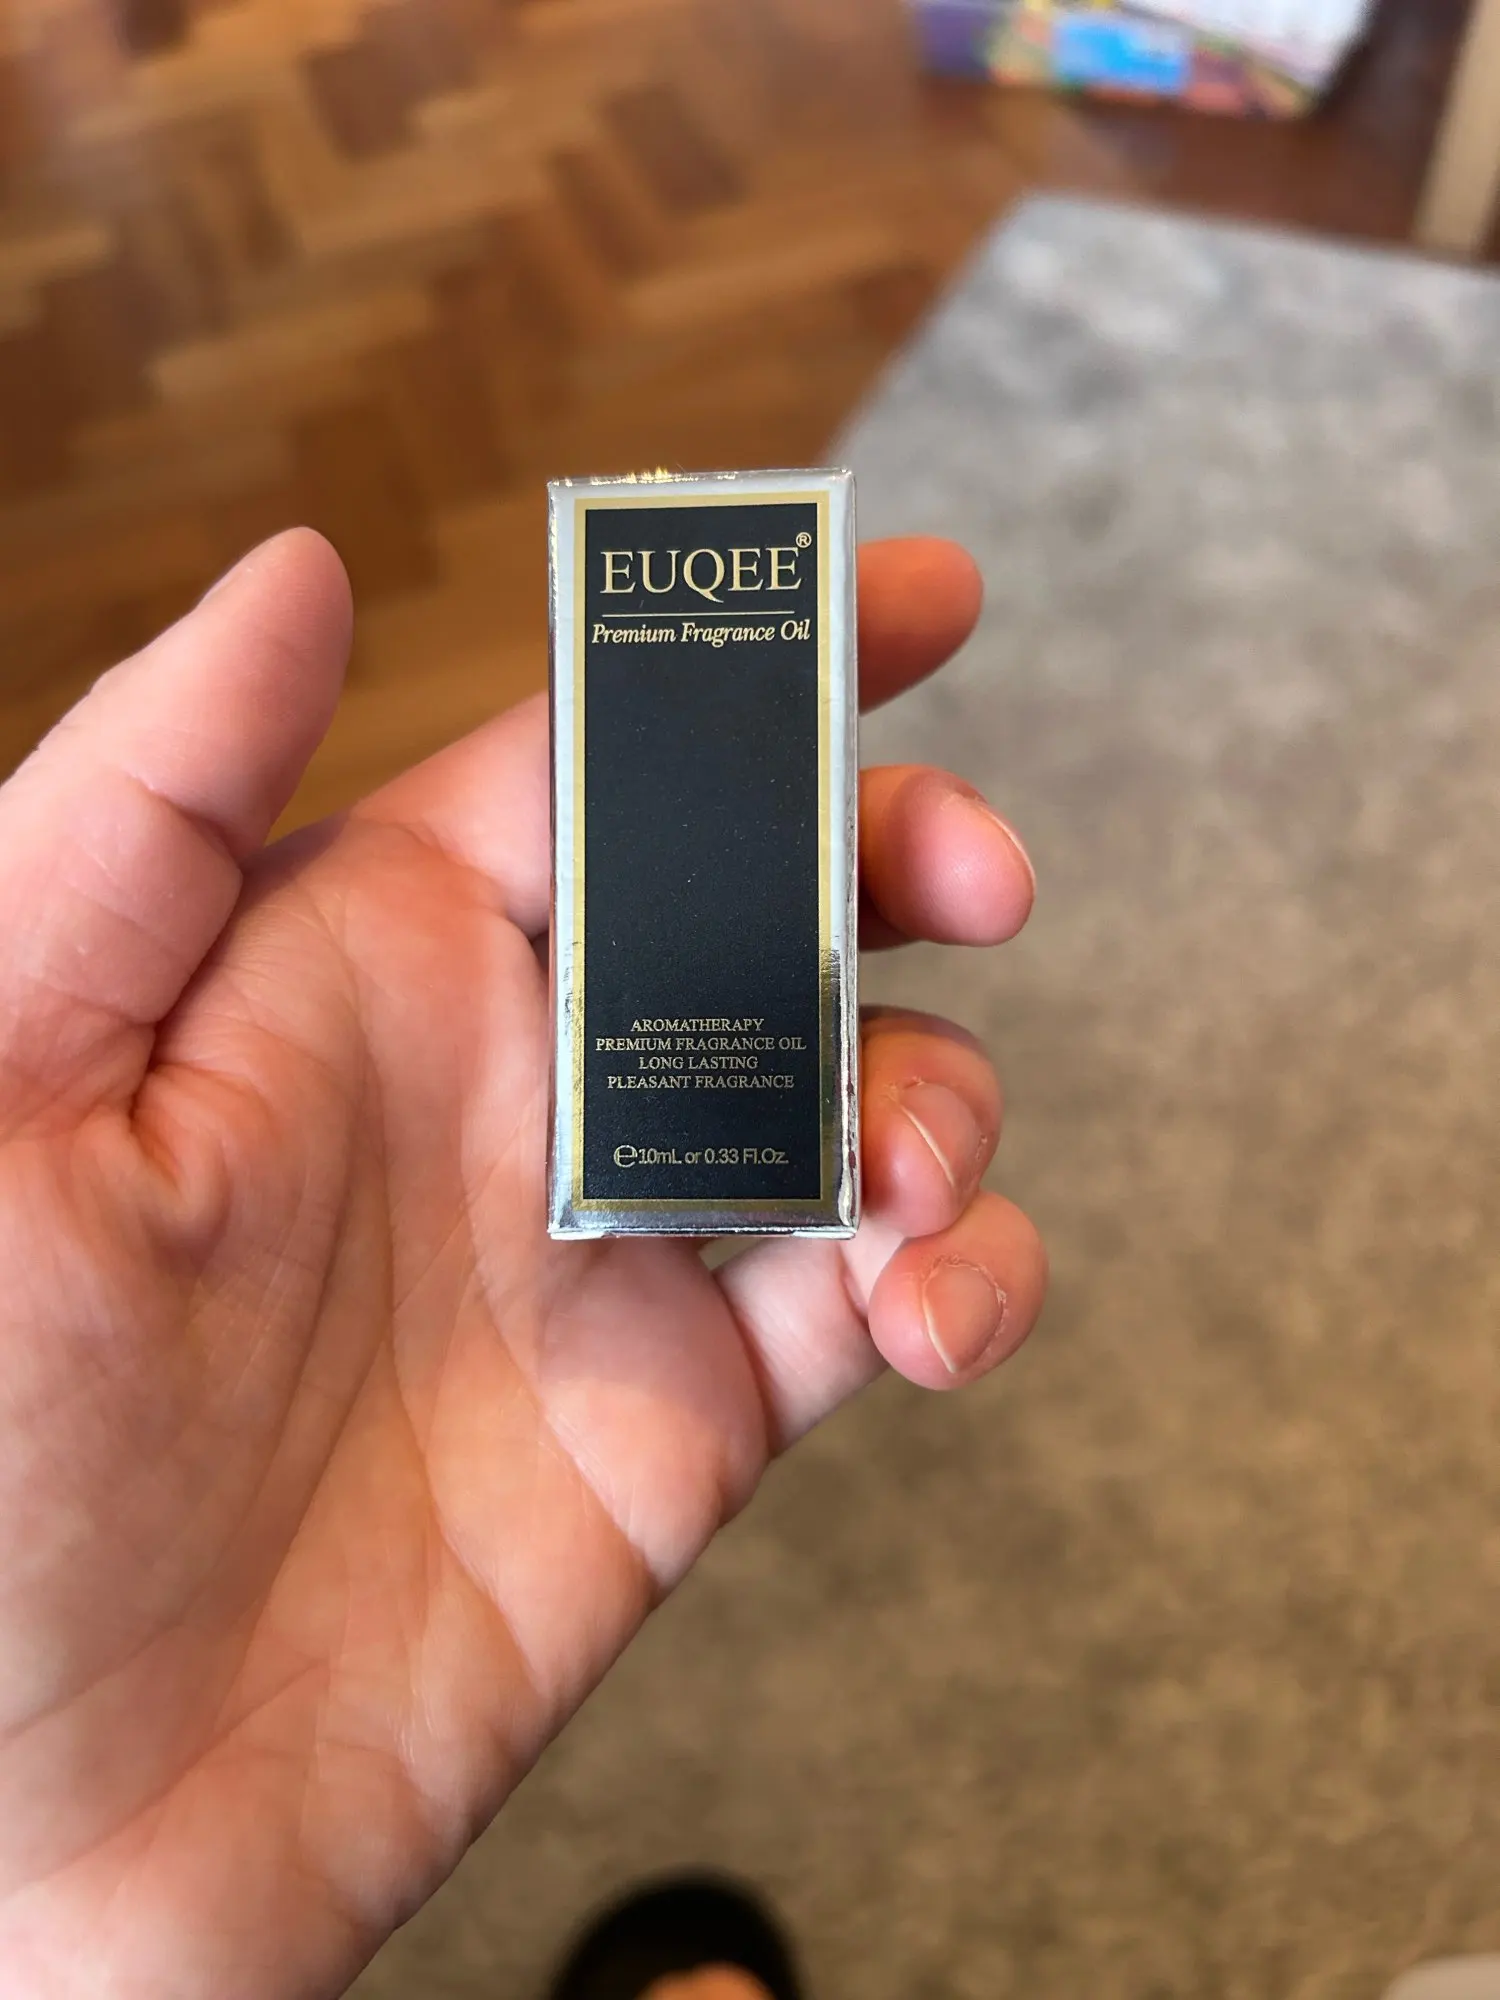 EUQEE®
Premium Fragrance Oil
AROMATHERAPY
PREMIUM FRAGRANCE OIL
LONG LASTING
PLEASANT FRAGRANCE
℮10mL or 0.33 Fl.Oz.